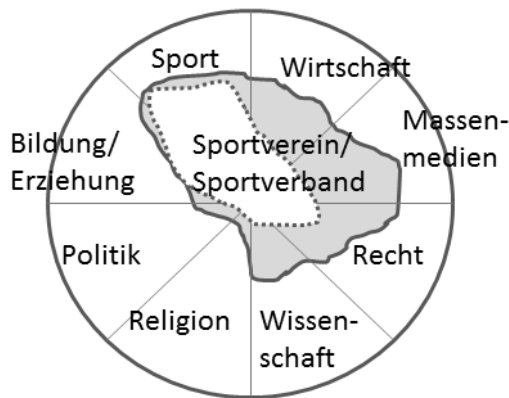 Sport
Wirtschaft
Massen-
medien
Bildung/
Erziehung
Sportverein/
Sportverband
Politik
Recht
Religion
Wissen-
schaft